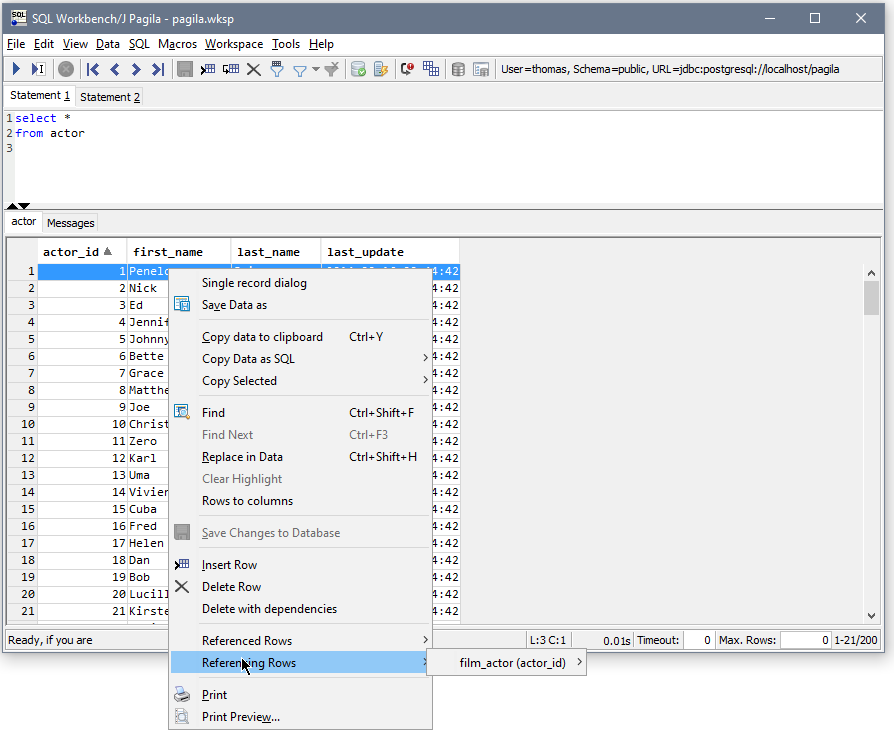 SQL Workbench/J Pagila - pagila.wksp
File Edit View Data SQL Macros Workspace Tools Help
User=thomas, Schema=public, URL=jdbc:postgresql://localhost/pagila
Statement 1 Statement 2
1 select *
2 from actor
3
actor Messages
actor_id first_name last_name last_update
1 1 4:42
2 2 Nick 4:42
3 3 Ed 4:42
4 4 4:42
5 5 Johnny 4:42
6 6 Bette 4:42
7 7 Grace 4:42
8 8 4:42
9 9 Joe 4:42
10 10 4:42
11 11 Zero 4:42
12 12 Karl 4:42
13 13 Uma 4:42
14 14 4:42
15 15 Cuba 4:42
16 16 Fred 4:42
17 17 Helen 4:42
18 18 Dan 4:42
19 19 Bob 4:42
20 20 4:42
21 21 4:42
Single record dialog
Save Data as
Copy data to clipboard Ctrl+Y
Copy Data as SQL
Copy Selected
Find Ctrl+Shift+F
Find Next Ctrl+F3
Replace in Data Ctrl+Shift+H
Clear Highlight
Rows to columns
Save Changes to Database
Insert Row
Delete Row
Delete with dependencies
Referenced Rows
Referencing Rows
film_actor (actor_id)
Print
Print Preview...
Ready, if you are L:3 C:1 0.01s Timeout: 0 Max. Rows: 0 1-21/200